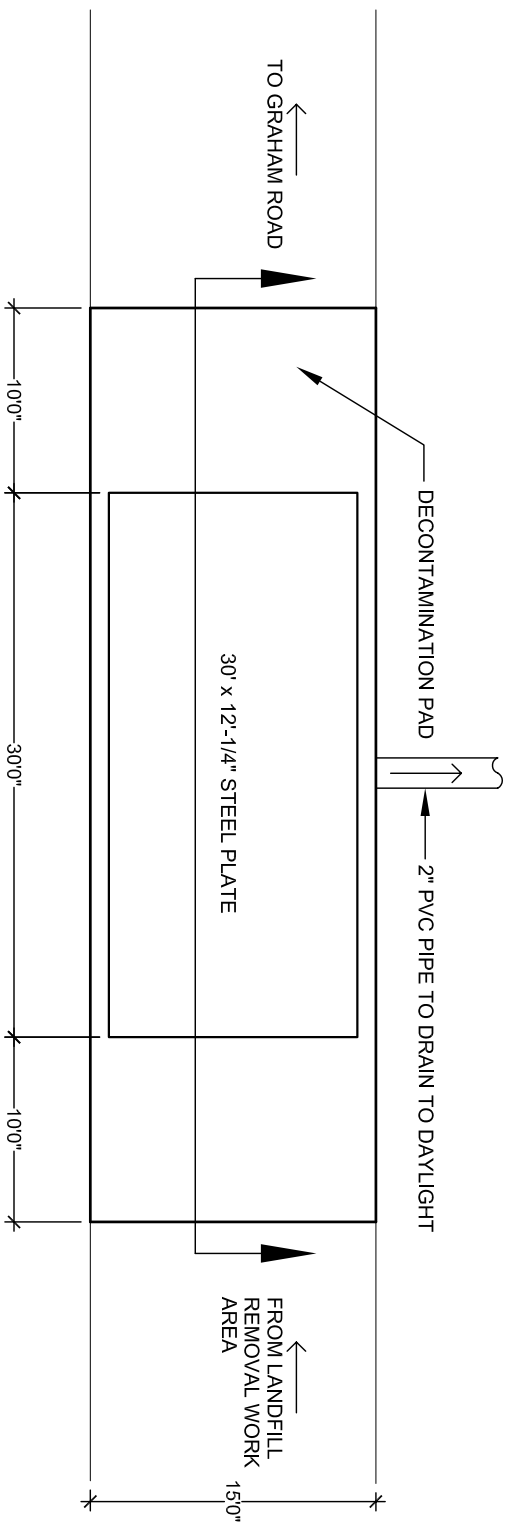 TO GRAHAM ROAD
DECONTAMINATION PAD
2" PVC PIPE TO DRAIN TO DAYLIGHT
30' x 12'-1/4" STEEL PLATE
FROM LANDFILL
REMOVAL WORK
AREA
10'0"
30'0"
10'0"
15'0"